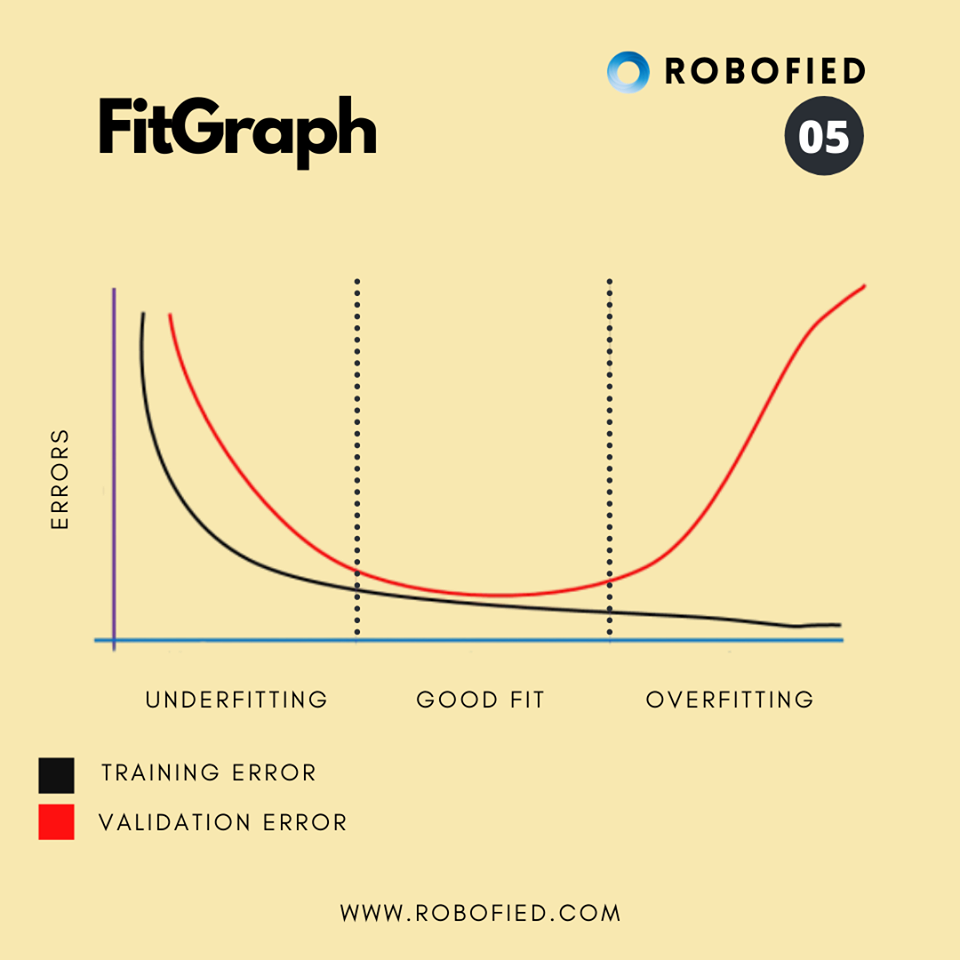 ROBOFIED
FitGraph
05
ERRORS
UNDERFITTING GOOD FIT OVERFITTING
TRAINING ERROR
VALIDATION ERROR
WWW.ROBOFIED.COM